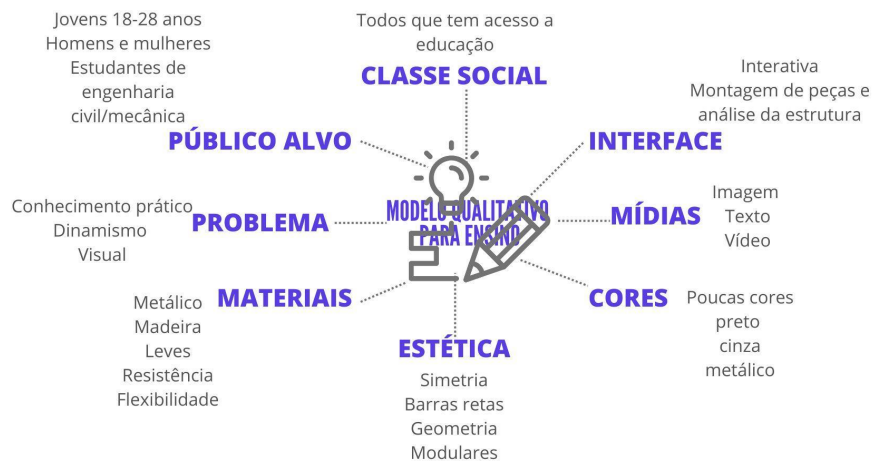 Jovens 18-28 anos
Homens e mulheres
Estudantes de
engenharia
civil/mecânica
PÚBLICO ALVO
Todos que tem acesso a
educação
CLASSE SOCIAL
Interativa
Montagem de peças e
análise da estrutura
INTERFACE
Conhecimento prático
Dinamismo
Visual
PROBLEMA
MODELO QUALITATIVO
PARA ENSINO
MÍDIAS
Imagem
Texto
Vídeo
MATERIAIS
Metálico
Madeira
Leves
Resistência
Flexibilidade
ESTÉTICA
Simetria
Barras retas
Geometria
Modulares
CORES
Poucas cores
preto
cinza
metálico